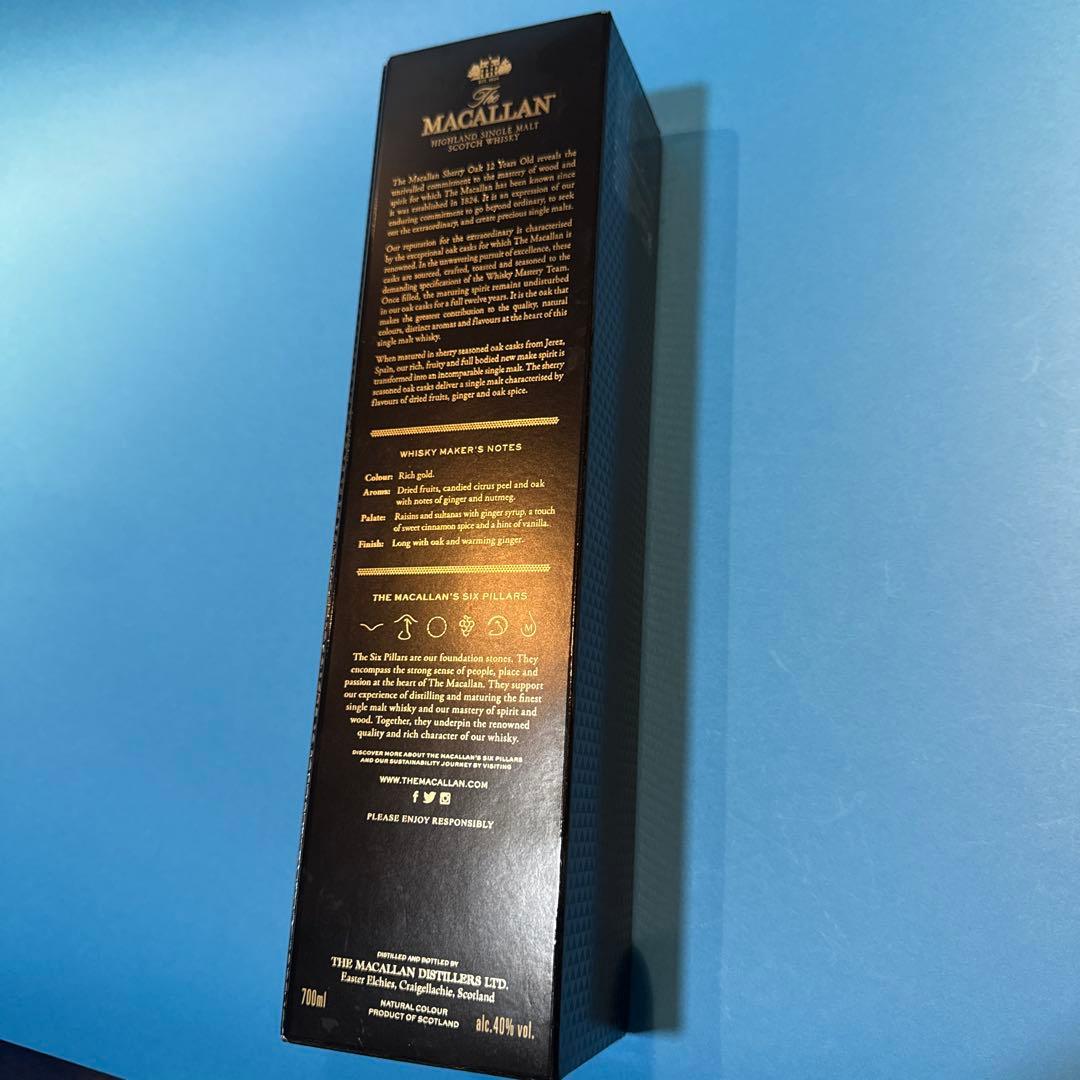 EST. 1824
The
MACALLAN
HIGHLAND SINGLE MALT
SCOTCH WHISKY
The Macallan Sherry Oak 12 Years Old reveals the
unrivalled commitment to the mastery of wood and
spirit for which The Macallan has been known since
it was established in 1824. It is an expression of our
enduring commitment to go beyond ordinary, to seek
out the extraordinary, and create precious single malts.
Our reputation for the extraordinary is characterised
by the exceptional oak casks for which The Macallan is
renowned. In the unwavering pursuit of excellence, these
casks are sourced, crafted, toasted and seasoned to the
demanding specifications of the Whisky Mastery Team.
Once filled, the maturing spirit remains undisturbed
in our oak casks for a full twelve years. It is the oak that
makes the greatest contribution to the quality, natural
colours, distinct aromas and flavours at the heart of this
single malt whisky.
When matured in sherry seasoned oak casks from Jerez,
Spain, our rich, fruity and full bodied new make spirit is
transformed into an incomparable single malt. The sherry
seasoned oak casks deliver a single malt characterised by
flavours of dried fruits, ginger and oak spice.
WHISKY MAKER'S NOTES
Colour: Rich gold.
Aroma: Dried fruits, candied citrus peel and oak
with notes of ginger and nutmeg.
Palate: Raisins and sultanas with ginger syrup, a touch
of sweet cinnamon spice and a hint of vanilla.
Finish: Long with oak and warming ginger.
THE MACALLAN'S SIX PILLARS
M
The Six Pillars are our foundation stones. They
encompass the strong sense of people, place and
passion at the heart of The Macallan. They support
our experience of distilling and maturing the finest
single malt whisky and our mastery of spirit and
wood. Together, they underpin the renowned
quality and rich character of our whisky.
DISCOVER MORE ABOUT THE MACALLAN'S SIX PILLARS
AND OUR SUSTAINABILITY JOURNEY BY VISITING
WWW.THEMACALLAN.COM
PLEASE ENJOY RESPONSIBLY
DISTILLED AND BOTTLED BY
THE MACALLAN DISTILLERS LTD.
Easter Elchies, Craigellachie, Scotland
700ml
NATURAL COLOUR
PRODUCT OF SCOTLAND
alc.40% vol.